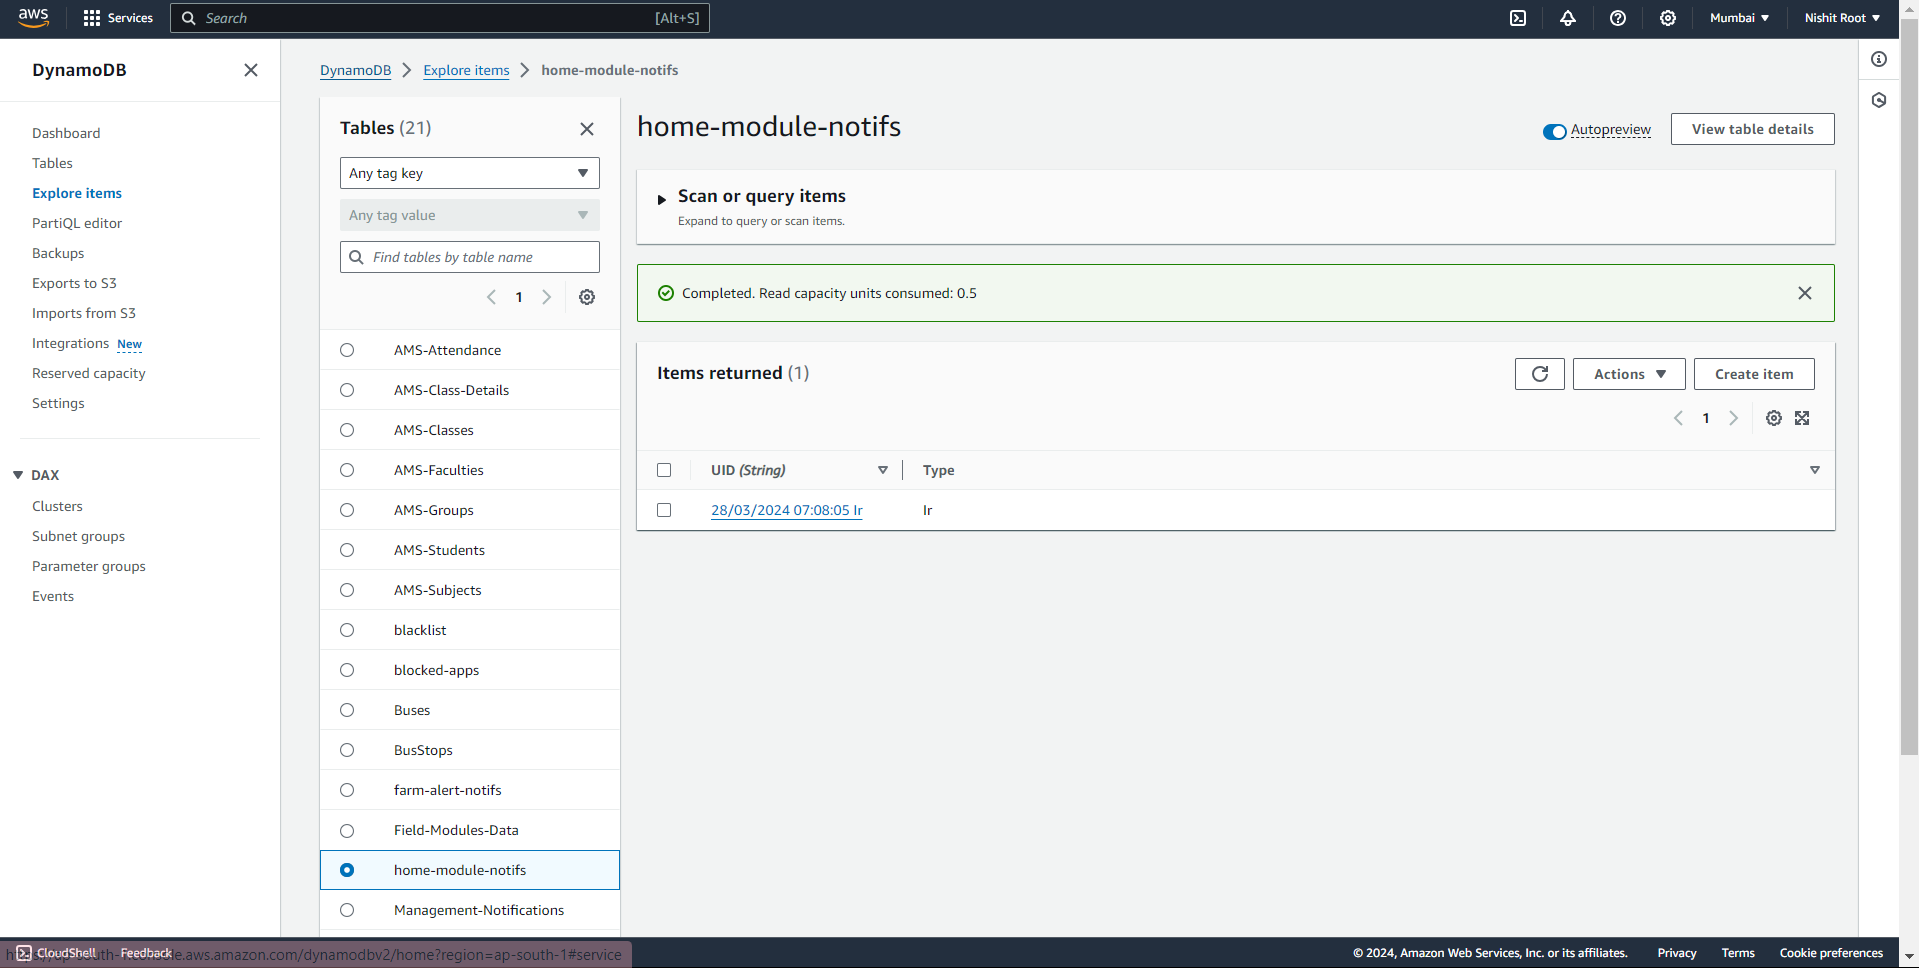 aws
Services
Search
[Alt+S]
Mumbai
Nishit Root
DynamoDB
Dashboard
Tables
Explore items
PartiQL editor
Backups
Exports to S3
Imports from S3
Integrations New
Reserved capacity
Settings
DAX
Clusters
Subnet groups
Parameter groups
Events
DynamoDB
Explore items
home-module-notifs
Tables (21)
Any tag key
Any tag value
Find tables by table name
1
AMS-Attendance
AMS-Class-Details
AMS-Classes
AMS-Faculties
AMS-Groups
AMS-Students
AMS-Subjects
blacklist
blocked-apps
Buses
BusStops
farm-alert-notifs
Field-Modules-Data
home-module-notifs
Management-Notifications
home-module-notifs
Autopreview
View table details
Scan or query items
Expand to query or scan items.
Completed. Read capacity units consumed: 0.5
Items returned (1)
Actions
Create item
1
UID (String)
Type
28/03/2024 07:08:05 Ir
Ir
CloudShell
Feedback
console.aws.amazon.com/dynamodbv2/home?region=ap-south-1#service
© 2024, Amazon Web Services, Inc. or its affiliates.
Privacy
Terms
Cookie preferences